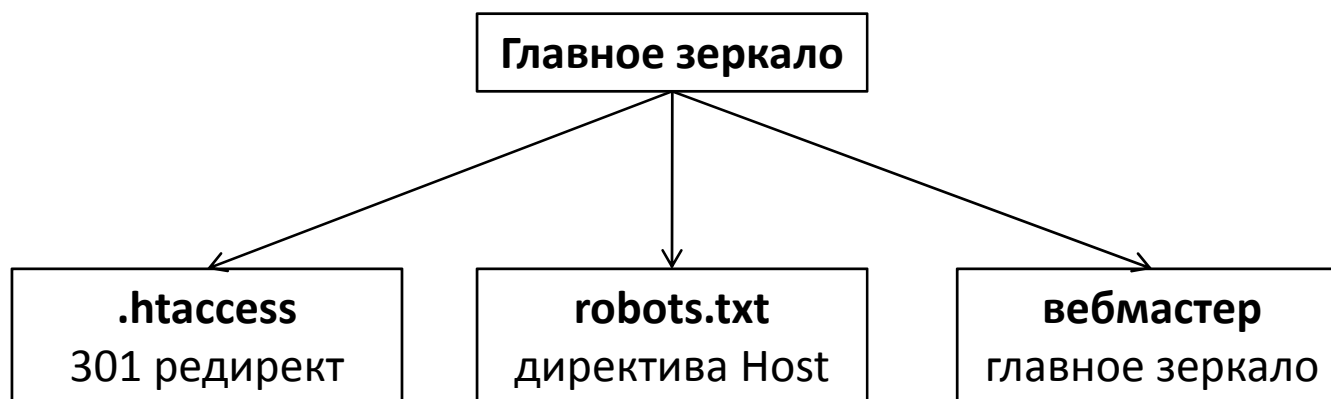 Главное зеркало
.htaccess
301 редирект
robots.txt
директива Host
вебмастер
главное зеркало